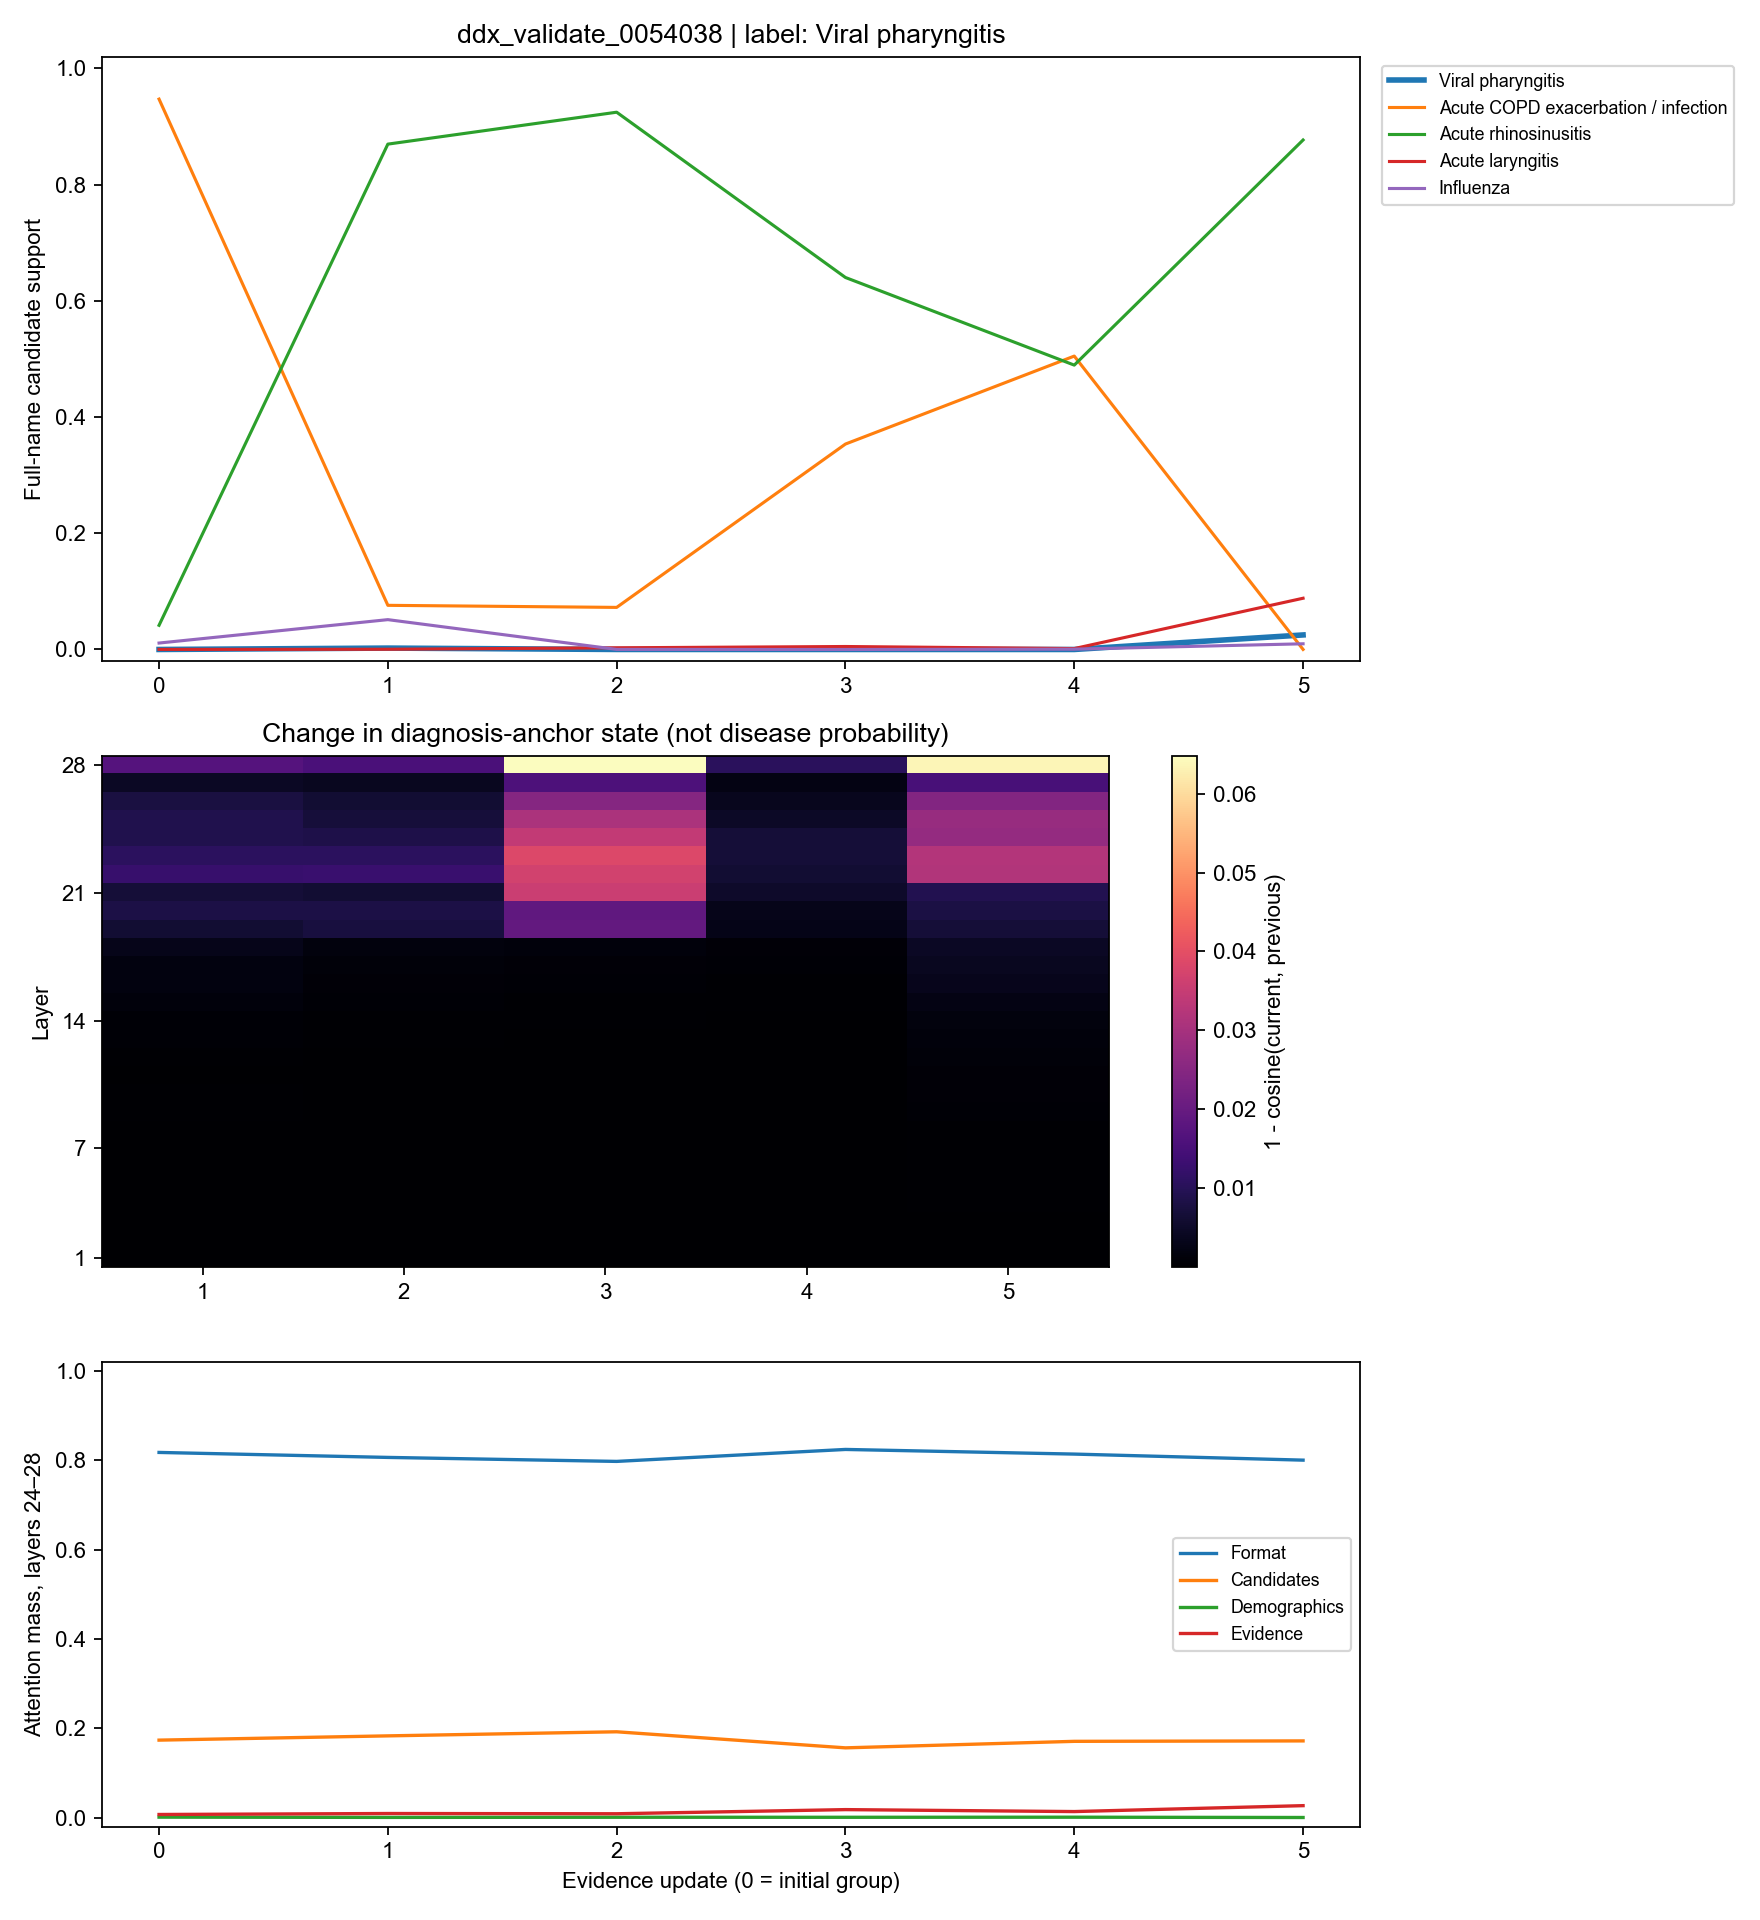 ddx_validate_0054038 | label: Viral pharyngitis
Full-name candidate support
1.0
0.8
0.6
0.4
0.2
0.0
0 1 2 3 4 5
Viral pharyngitis
Acute COPD exacerbation / infection
Acute rhinosinusitis
Acute laryngitis
Influenza
Change in diagnosis-anchor state (not disease probability)
Layer
28
21
14
7
1
1 2 3 4 5
0.06
0.05
0.04
0.03
0.02
0.01
1 - cosine(current, previous)
Attention mass, layers 24–28
1.0
0.8
0.6
0.4
0.2
0.0
Format
Candidates
Demographics
Evidence
0 1 2 3 4 5
Evidence update (0 = initial group)